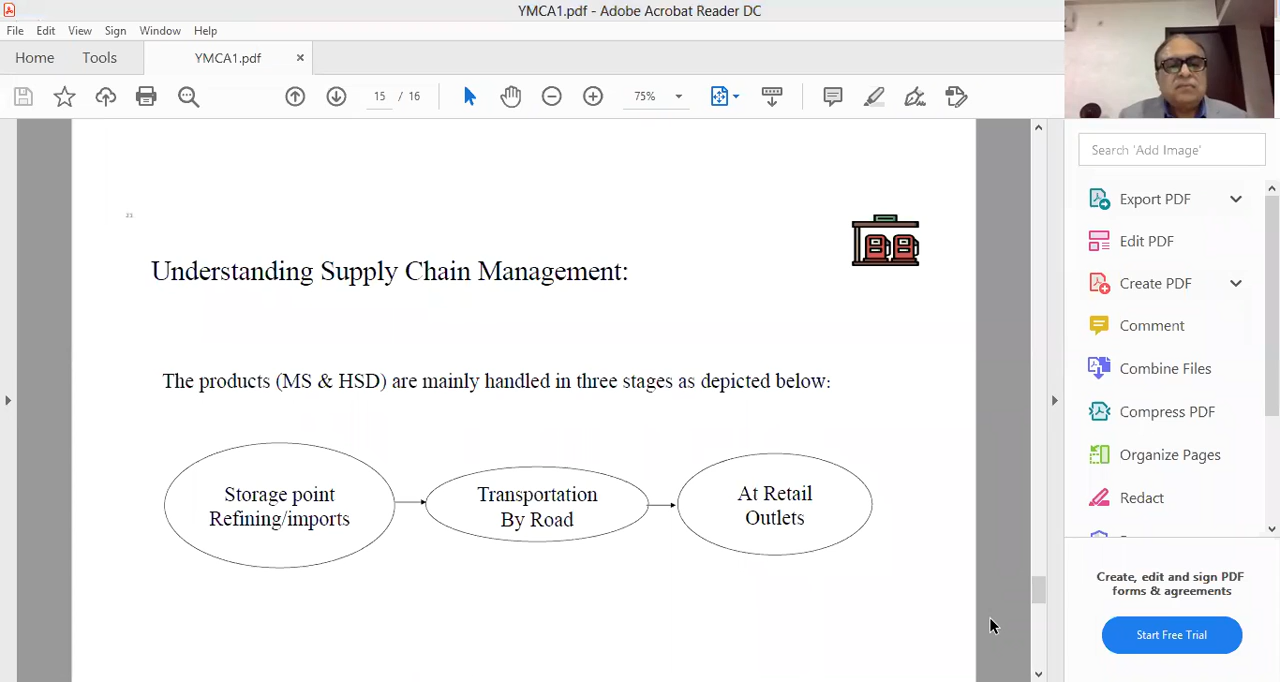 YMCA1.pdf - Adobe Acrobat Reader DC
File Edit View Sign Window Help
Home Tools YMCA1.pdf ×
15 / 16 75%
Search 'Add Image'
Export PDF
Edit PDF
Create PDF
Comment
Combine Files
Compress PDF
Organize Pages
Redact
Create, edit and sign PDF
forms & agreements
Start Free Trial
Understanding Supply Chain Management:
The products (MS & HSD) are mainly handled in three stages as depicted below:
Storage point
Refining/imports
Transportation
By Road
At Retail
Outlets